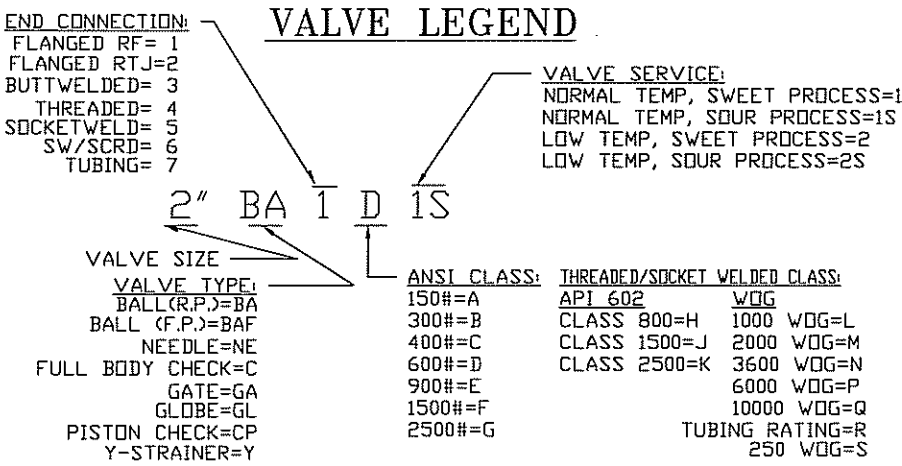 VALVE LEGEND
END CONNECTION:
FLANGED RF= 1
FLANGED RTJ=2
BUTTWELDED= 3
THREADED= 4
SOCKETWELD= 5
SW/SCRD= 6
TUBING= 7
VALVE SERVICE:
NORMAL TEMP, SWEET PROCESS=1
NORMAL TEMP, SOUR PROCESS=1S
LOW TEMP, SWEET PROCESS=2
LOW TEMP, SOUR PROCESS=2S
2" BA 1 D 1S
VALVE SIZE
VALVE TYPE:
BALL(R.P.)=BA
BALL (F.P.)=BAF
NEEDLE=NE
FULL BODY CHECK=C
GATE=GA
GLOBE=GL
PISTON CHECK=CP
Y-STRAINER=Y
ANSI CLASS:
150#=A
300#=B
400#=C
600#=D
900#=E
1500#=F
2500#=G
THREADED/SOCKET WELDED CLASS:
API 602
CLASS 800=H
CLASS 1500=J
CLASS 2500=K
WOG
1000 WOG=L
2000 WOG=M
3600 WOG=N
6000 WOG=P
10000 WOG=Q
TUBING RATING=R
250 WOG=S